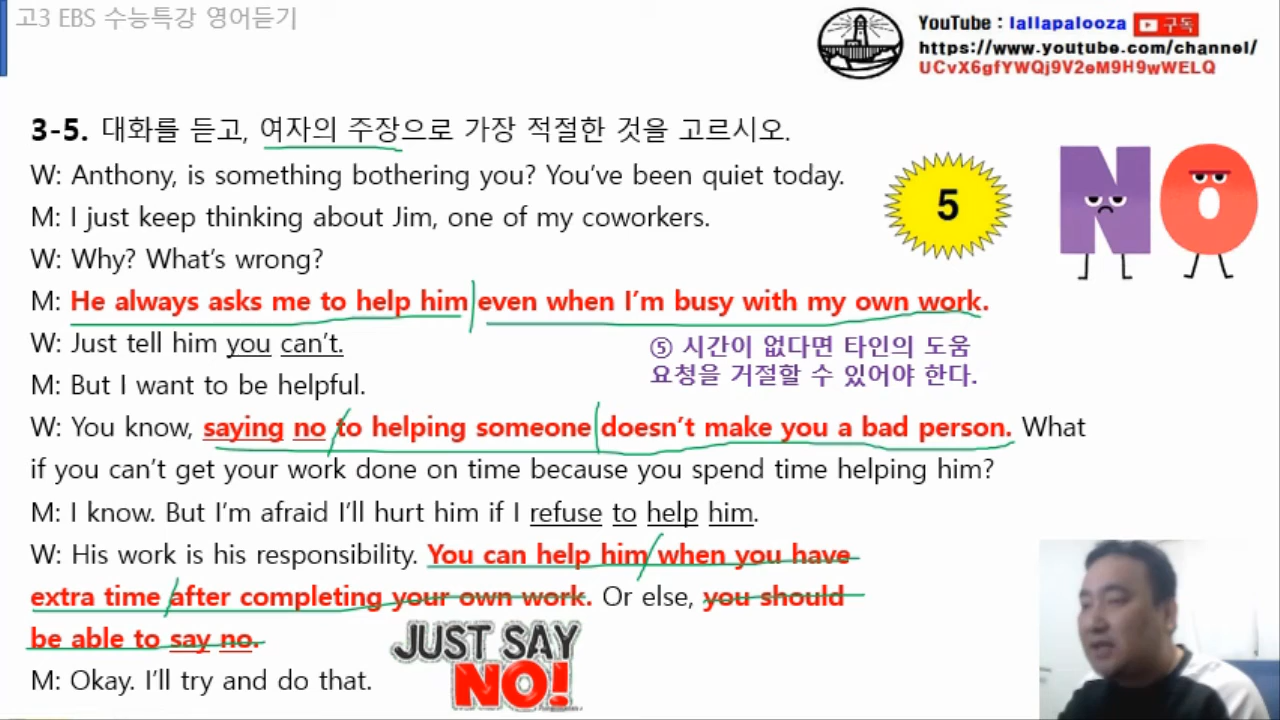 고3 EBS 수능특강 영어듣기
YouTube : lallapalooza 구독
https://www.youtube.com/channel/
UCvX6gfYWQj9V2eM9H9wWELQ
3-5. 대화를 듣고, 여자의 주장으로 가장 적절한 것을 고르시오.
W: Anthony, is something bothering you? You've been quiet today.
5
NO
M: I just keep thinking about Jim, one of my coworkers.
W: Why? What's wrong?
M: He always asks me to help him even when I'm busy with my own work.
W: Just tell him you can't.
⑤ 시간이 없다면 타인의 도움
요청을 거절할 수 있어야 한다.
M: But I want to be helpful.
W: You know, saying no to helping someone doesn't make you a bad person. What
if you can't get your work done on time because you spend time helping him?
M: I know. But I'm afraid I'll hurt him if I refuse to help him.
W: His work is his responsibility. You can help him when you have
extra time after completing your own work. Or else, you should
be able to say no.
JUST SAY
NO!
M: Okay. I'll try and do that.